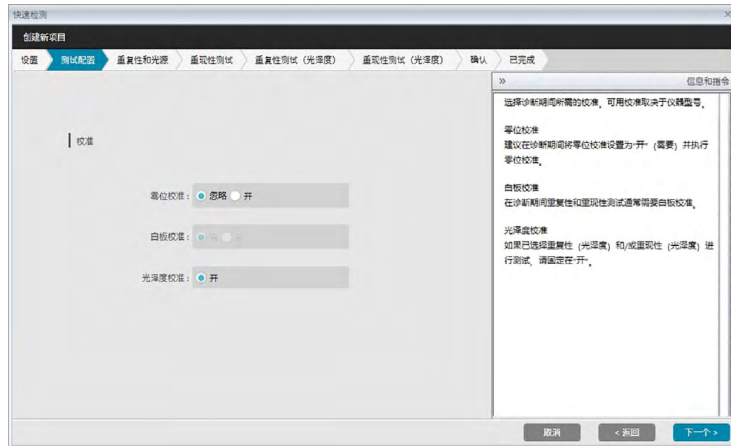 快速检测
创建新项目
设置 测试配置 重复性和光源 重现性测试 重复性测试（光泽度） 重现性测试（光泽度） 确认 已完成
» 信息和指令
校准
零位校准： 忽略 开
白板校准：
光泽度校准： 开
选择诊断期间所需的校准。可用校准取决于仪器型号。
零位校准
建议在诊断期间将零位校准设置为“开”（需要）并执行
零位校准。
白板校准
在诊断期间重复性和重现性测试通常需要白板校准。
光泽度校准
如果已选择重复性（光泽度）和/或重现性（光泽度）进
行测试，请固定在“开”。
取消 < 返回 下一个 >